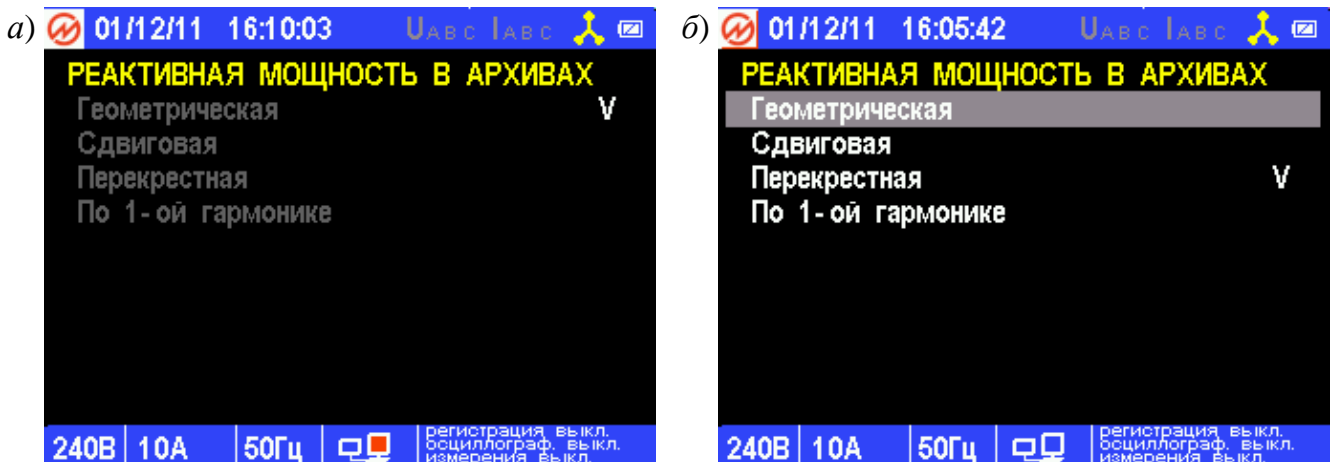 а) 01/12/11 16:10:03 UABC IABC
РЕАКТИВНАЯ МОЩНОСТЬ В АРХИВАХ
Геометрическая V
Сдвиговая
Перекрестная
По 1-ой гармонике
240В 10А 50Гц
регистрация выкл.
осциллограф. выкл.
измерения выкл.
б) 01/12/11 16:05:42 UABC IABC
РЕАКТИВНАЯ МОЩНОСТЬ В АРХИВАХ
Геометрическая
Сдвиговая
Перекрестная V
По 1-ой гармонике
240В 10А 50Гц
регистрация выкл.
осциллограф. выкл.
измерения выкл.